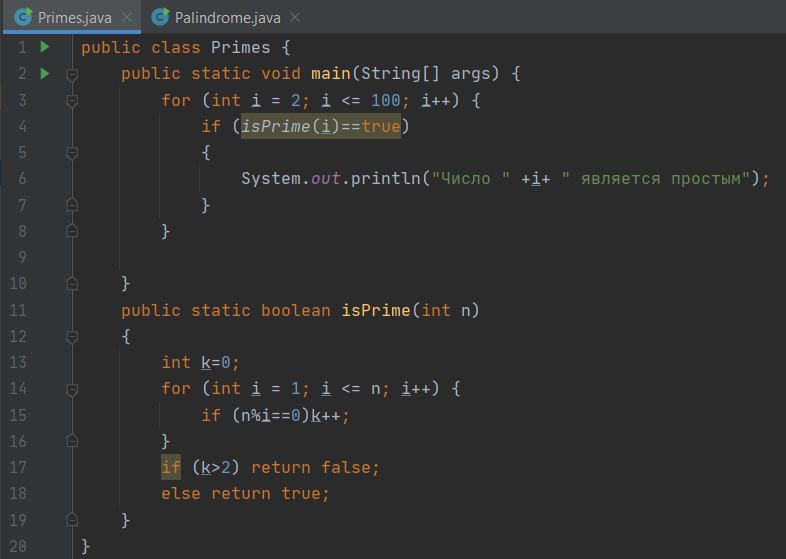 Primes.java Palindrome.java
1 public class Primes {
2 public static void main(String[] args) {
3 for (int i = 2; i <= 100; i++) {
4 if (isPrime(i)==true)
5 {
6 System.out.println("Число " +i+ " является простым");
7 }
8 }
9
10 }
11 public static boolean isPrime(int n)
12 {
13 int k=0;
14 for (int i = 1; i <= n; i++) {
15 if (n%i==0)k++;
16 }
17 if (k>2) return false;
18 else return true;
19 }
20 }